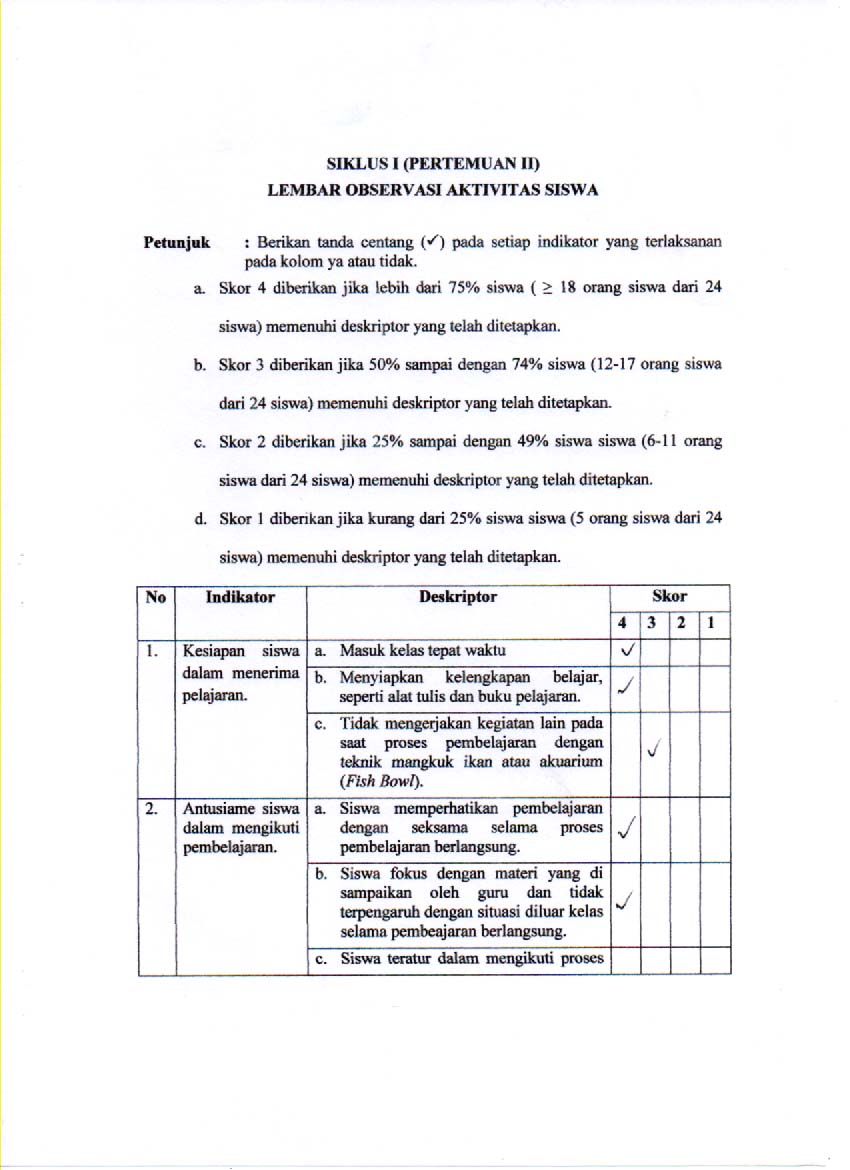 SIKLUS I (PERTEMUAN II)
LEMBAR OBSERVASI AKTIVITAS SISWA
Petunjuk : Berikan tanda centang (✓) pada setiap indikator yang terlaksanan
pada kolom ya atau tidak.
a. Skor 4 diberikan jika lebih dari 75% siswa ( ≥ 18 orang siswa dari 24
siswa) memenuhi deskriptor yang telah ditetapkan.
b. Skor 3 diberikan jika 50% sampai dengan 74% siswa (12-17 orang siswa
dari 24 siswa) memenuhi deskriptor yang telah ditetapkan.
c. Skor 2 diberikan jika 25% sampai dengan 49% siswa siswa (6-11 orang
siswa dari 24 siswa) memenuhi deskriptor yang telah ditetapkan.
d. Skor 1 diberikan jika kurang dari 25% siswa siswa (5 orang siswa dari 24
siswa) memenuhi deskriptor yang telah ditetapkan.
No Indikator Deskriptor Skor
4 3 2 1
1. Kesiapan siswa
dalam menerima
pelajaran.
a. Masuk kelas tepat waktu ✓
b. Menyiapkan kelengkapan belajar,
seperti alat tulis dan buku pelajaran. ✓
c. Tidak mengerjakan kegiatan lain pada
saat proses pembelajaran dengan
teknik mangkuk ikan atau akuarium ✓
(Fish Bowl).
2. Antusiame siswa
dalam mengikuti
pembelajaran.
a. Siswa memperhatikan pembelajaran
dengan seksama selama proses ✓
pembelajaran berlangsung.
b. Siswa fokus dengan materi yang di
sampaikan oleh guru dan tidak ✓
terpengaruh dengan situasi diluar kelas
selama pembeajaran berlangsung.
c. Siswa teratur dalam mengikuti proses